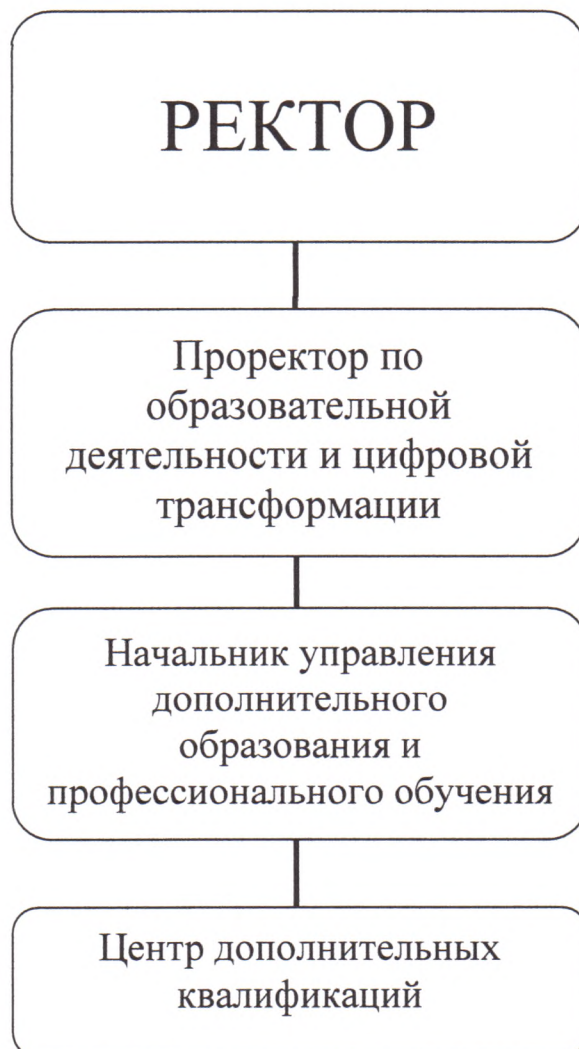 РЕКТОР
Проректор по
образовательной
деятельности и цифровой
трансформации
Начальник управления
дополнительного
образования и
профессионального обучения
Центр дополнительных
квалификаций